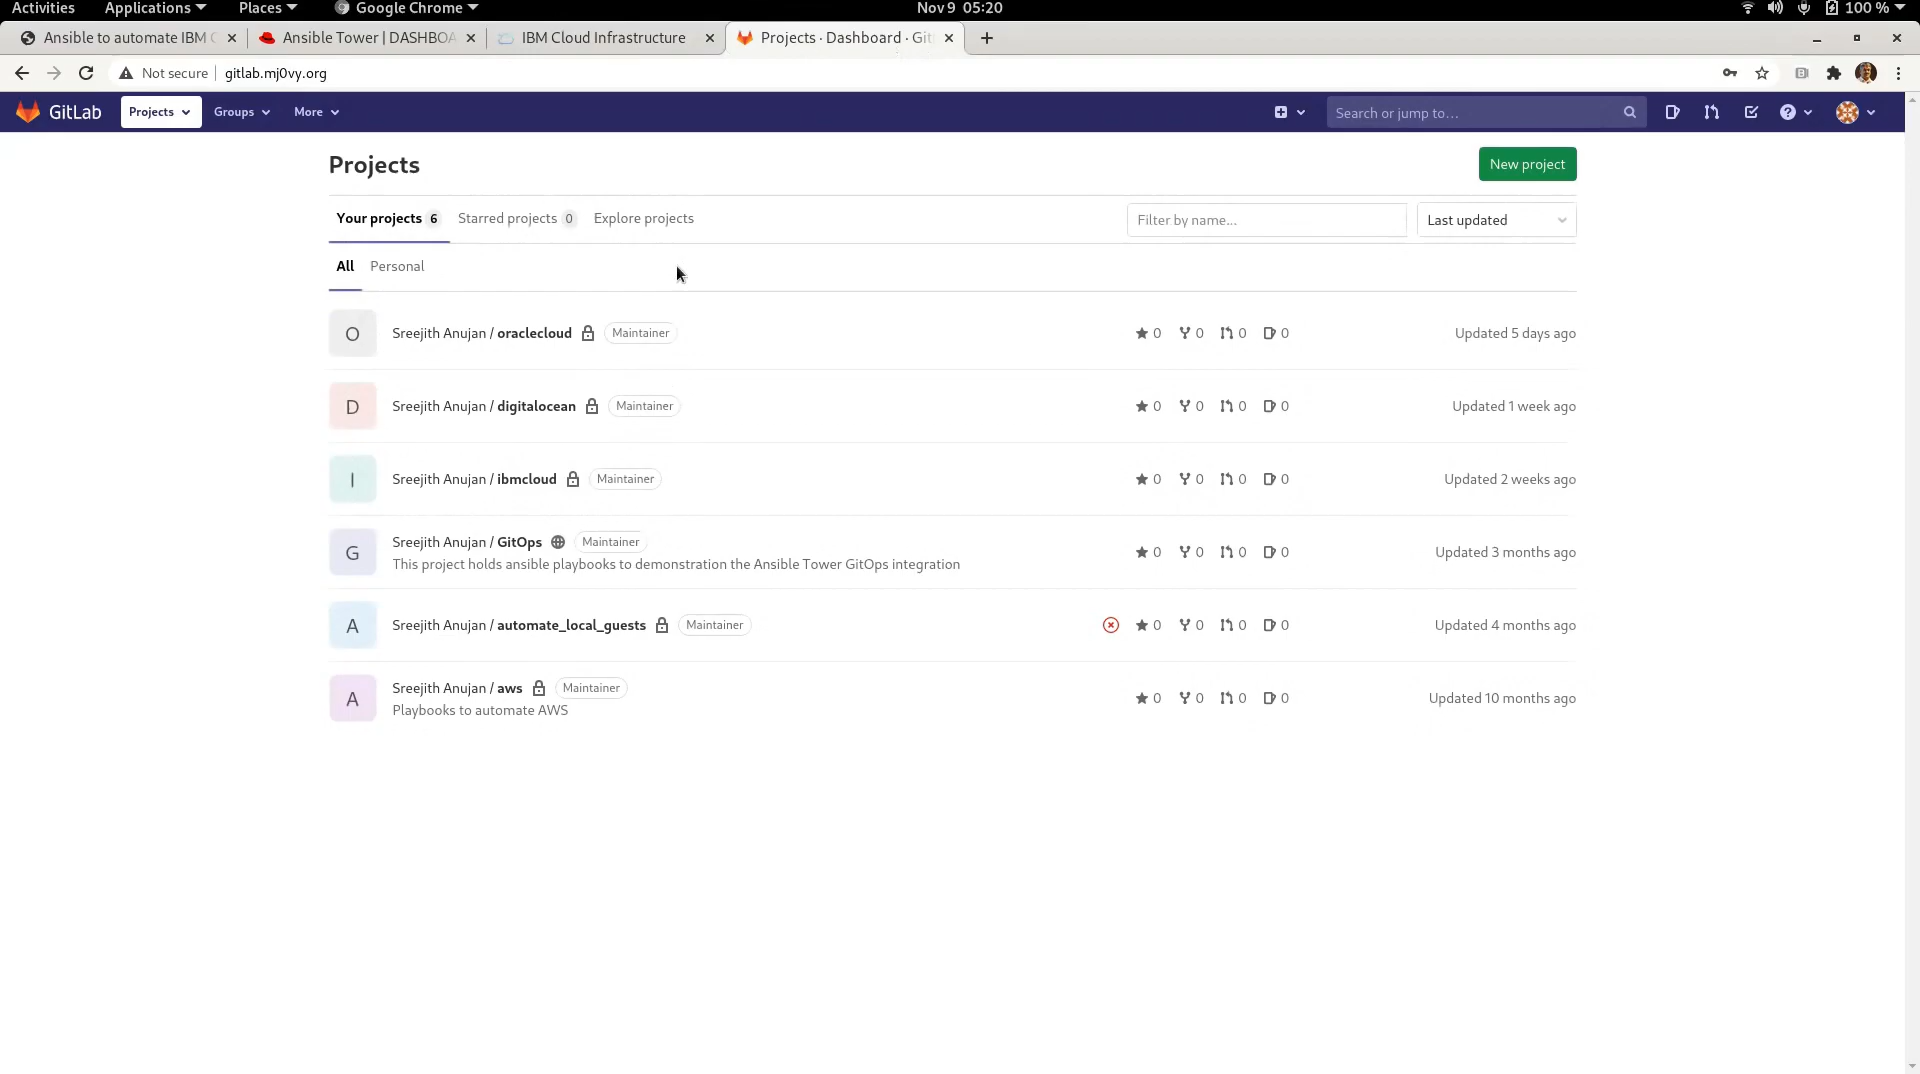 Activities Applications Places Google Chrome Nov 9 05:20 100 %
Ansible to automate IBM C Ansible Tower | DASHBOA IBM Cloud Infrastructure Projects · Dashboard · Git
Not secure gitlab.mj0vy.org
GitLab Projects Groups More Search or jump to...
Projects New project
Your projects 6 Starred projects 0 Explore projects Filter by name... Last updated
All Personal
O Sreejith Anujan / oraclecloud Maintainer 0 0 0 0 Updated 5 days ago
D Sreejith Anujan / digitalocean Maintainer 0 0 0 0 Updated 1 week ago
I Sreejith Anujan / ibmcloud Maintainer 0 0 0 0 Updated 2 weeks ago
G Sreejith Anujan / GitOps Maintainer 0 0 0 0 Updated 3 months ago
This project holds ansible playbooks to demonstration the Ansible Tower GitOps integration
A Sreejith Anujan / automate_local_guests Maintainer 0 0 0 0 Updated 4 months ago
A Sreejith Anujan / aws Maintainer 0 0 0 0 Updated 10 months ago
Playbooks to automate AWS